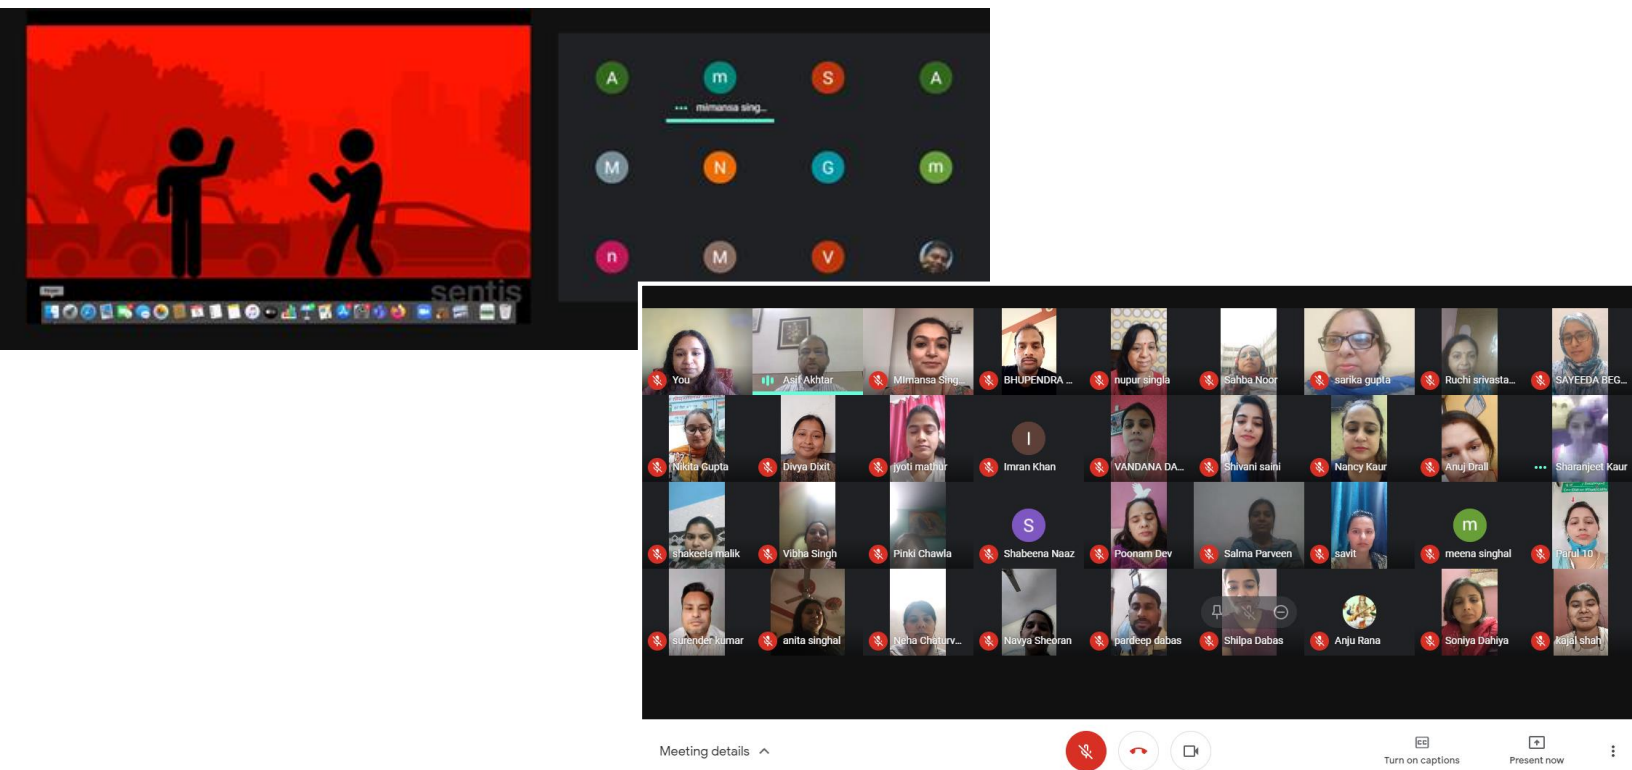 A m S A
mimansa sing...
M N G m
n M V
sentis
You Asif Akhtar Mimansa Sing... BHUPENDRA ... nupur singla Sahba Noor sarika gupta Ruchi srivasta... SAYEEDA BEG...
Nikita Gupta Divya Dixit jyoti mathur I Imran Khan VANDANA DA... Shivani saini Nancy Kaur Anuj Drall Sharanjeet Kaur
S m
shakeela malik Vibha Singh Pinki Chawla Shabeena Naaz Poonam Dev Salma Parveen savit meena singhal Parul 10
surender kumar anita singhal Neha Chaturv... Navya Sheoran pardeep dabas Shilpa Dabas Anju Rana Soniya Dahiya kajal shah
Meeting details
CC
Turn on captions Present now